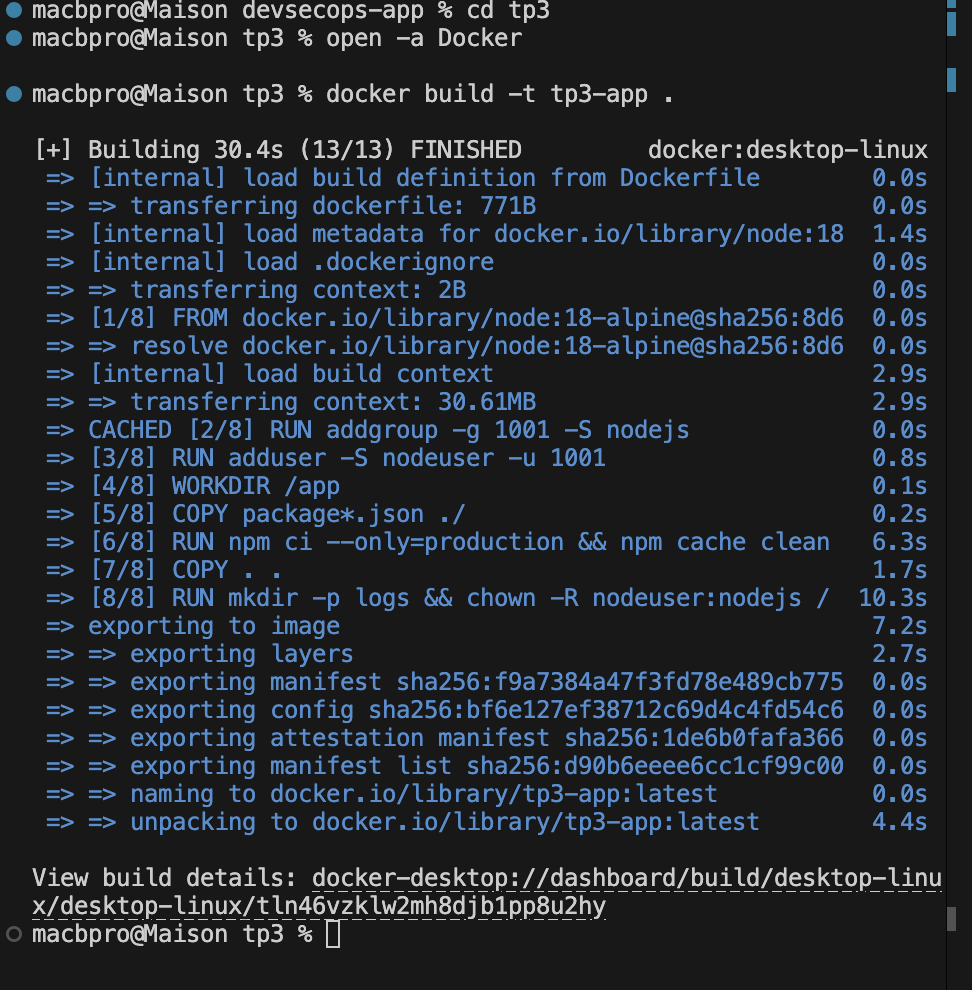 macbpro@Maison devsecops-app % cd tp3
macbpro@Maison tp3 % open -a Docker
macbpro@Maison tp3 % docker build -t tp3-app .
[+] Building 30.4s (13/13) FINISHED docker:desktop-linux
=> [internal] load build definition from Dockerfile 0.0s
=> => transferring dockerfile: 771B 0.0s
=> [internal] load metadata for docker.io/library/node:18 1.4s
=> [internal] load .dockerignore 0.0s
=> => transferring context: 2B 0.0s
=> [1/8] FROM docker.io/library/node:18-alpine@sha256:8d6 0.0s
=> => resolve docker.io/library/node:18-alpine@sha256:8d6 0.0s
=> [internal] load build context 2.9s
=> => transferring context: 30.61MB 2.9s
=> CACHED [2/8] RUN addgroup -g 1001 -S nodejs 0.0s
=> [3/8] RUN adduser -S nodeuser -u 1001 0.8s
=> [4/8] WORKDIR /app 0.1s
=> [5/8] COPY package*.json ./ 0.2s
=> [6/8] RUN npm ci --only=production && npm cache clean 6.3s
=> [7/8] COPY . . 1.7s
=> [8/8] RUN mkdir -p logs && chown -R nodeuser:nodejs / 10.3s
=> exporting to image 7.2s
=> => exporting layers 2.7s
=> => exporting manifest sha256:f9a7384a47f3fd78e489cb775 0.0s
=> => exporting config sha256:bf6e127ef38712c69d4c4fd54c6 0.0s
=> => exporting attestation manifest sha256:1de6b0fafa366 0.0s
=> => exporting manifest list sha256:d90b6eeee6cc1cf99c00 0.0s
=> => naming to docker.io/library/tp3-app:latest 0.0s
=> => unpacking to docker.io/library/tp3-app:latest 4.4s
View build details: docker-desktop://dashboard/build/desktop-linu
x/desktop-linux/tln46vzklw2mh8djb1pp8u2hy
macbpro@Maison tp3 %